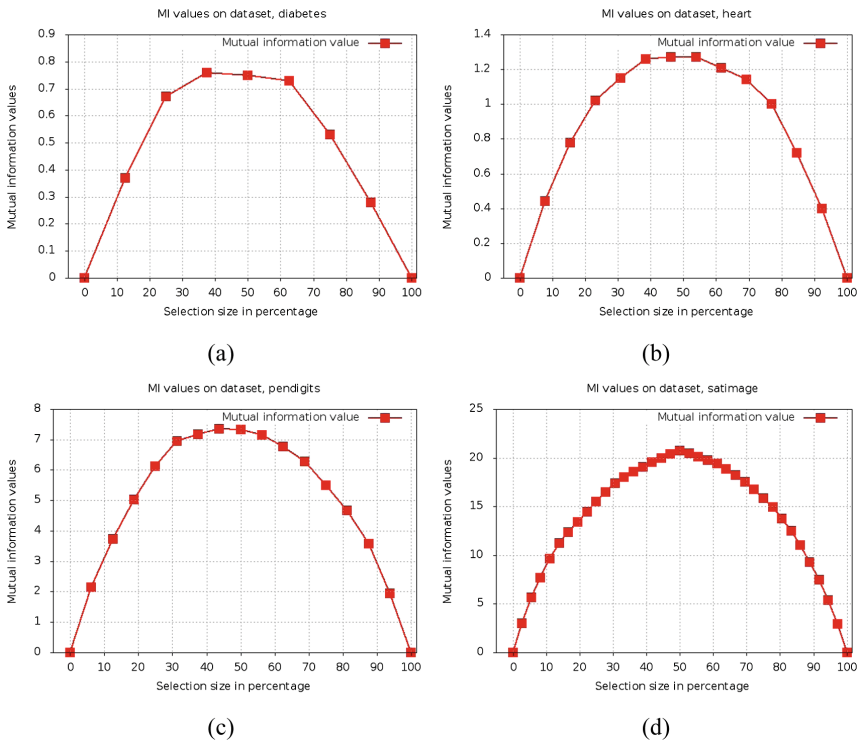 MI values on dataset, diabetes
Mutual information value
Mutual information values
0.9
0.8
0.7
0.6
0.5
0.4
0.3
0.2
0.1
0
0 10 20 30 40 50 60 70 80 90 100
Selection size in percentage
(a)
MI values on dataset, heart
Mutual information value
Mutual information values
1.4
1.2
1
0.8
0.6
0.4
0.2
0
0 10 20 30 40 50 60 70 80 90 100
Selection size in percentage
(b)
MI values on dataset, pendigits
Mutual information value
Mutual information values
8
7
6
5
4
3
2
1
0
0 10 20 30 40 50 60 70 80 90 100
Selection size in percentage
(c)
MI values on dataset, satimage
Mutual information value
Mutual information values
25
20
15
10
5
0
0 10 20 30 40 50 60 70 80 90 100
Selection size in percentage
(d)